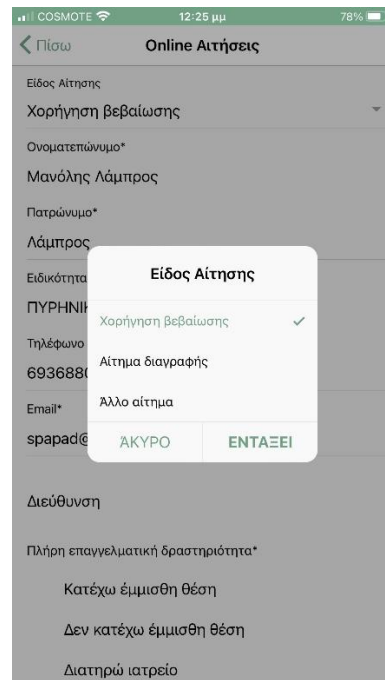 COSMOTE 12:25 μμ 78%
Πίσω Online Αιτήσεις
Είδος Αίτησης
Χορήγηση βεβαίωσης
Ονοματεπώνυμο*
Μανόλης Λάμπρος
Πατρώνυμο*
Λάμπρος
Ειδικότητα
ΠΥΡΗΝΙΚ
Τηλέφωνο
693688
Email*
spapad@
Είδος Αίτησης
Χορήγηση βεβαίωσης
Αίτημα διαγραφής
Άλλο αίτημα
ΆΚΥΡΟ ΕΝΤΑΞΕΙ
Διεύθυνση
Πλήρη επαγγελματική δραστηριότητα*
Κατέχω έμμισθη θέση
Δεν κατέχω έμμισθη θέση
Διατηρώ ιατρείο